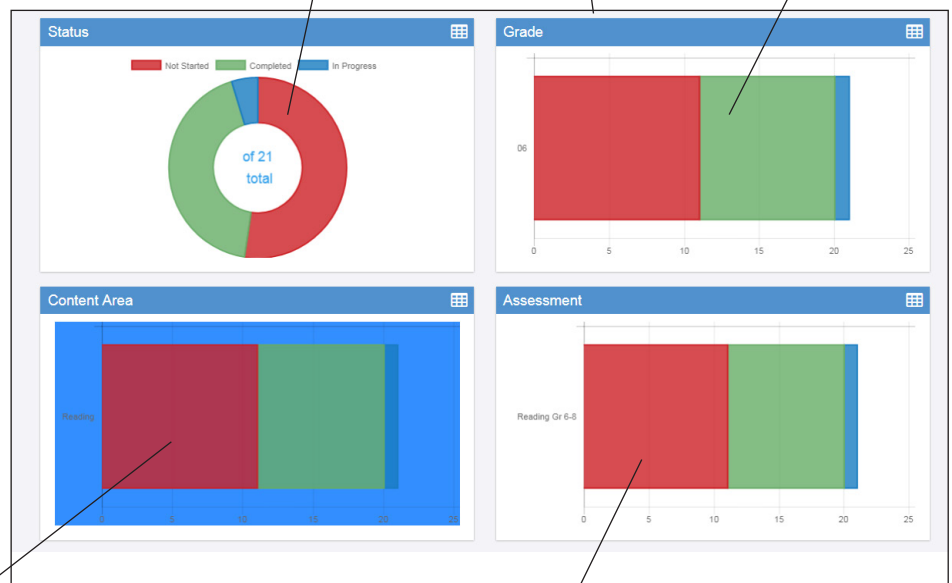 Status
Not Started Completed In Progress
of 21
total
Grade
06
0 5 10 15 20 25
Content Area
Reading
0 5 10 15 20 25
Assessment
Reading Gr 6-8
0 5 10 15 20 25